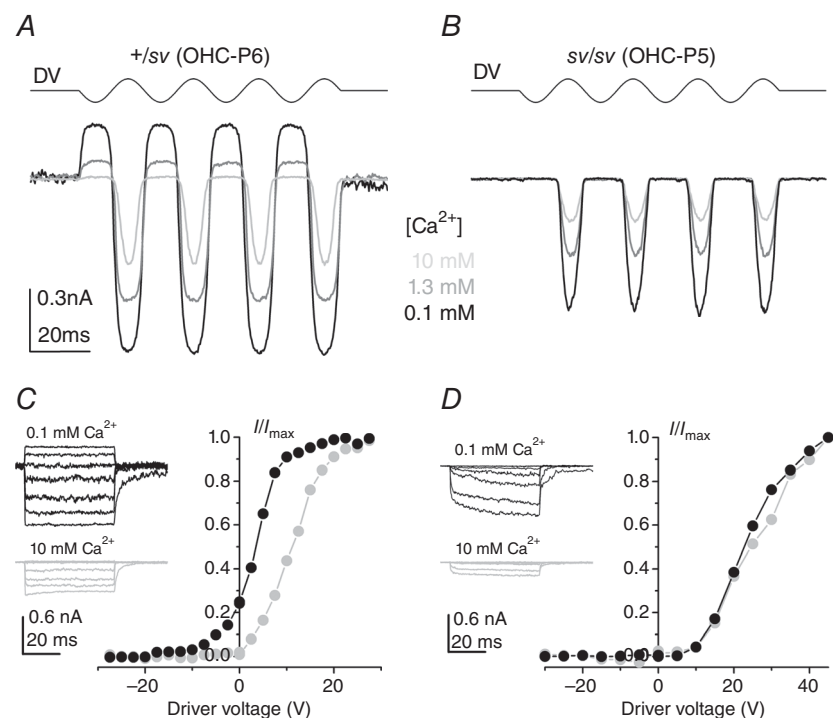 A
+/sv (OHC-P6)
DV
0.3nA
20ms
B
sv/sv (OHC-P5)
DV
[Ca²⁺]
10 mM
1.3 mM
0.1 mM
C
0.1 mM Ca²⁺
10 mM Ca²⁺
0.6 nA
20 ms
I/Imax
1.0
0.8
0.6
0.4
0.2
0.0
−20 0 20
Driver voltage (V)
D
0.1 mM Ca²⁺
10 mM Ca²⁺
0.6 nA
20 ms
I/Imax
1.0
0.8
0.6
0.4
0.2
0.0
−20 0 20 40
Driver voltage (V)